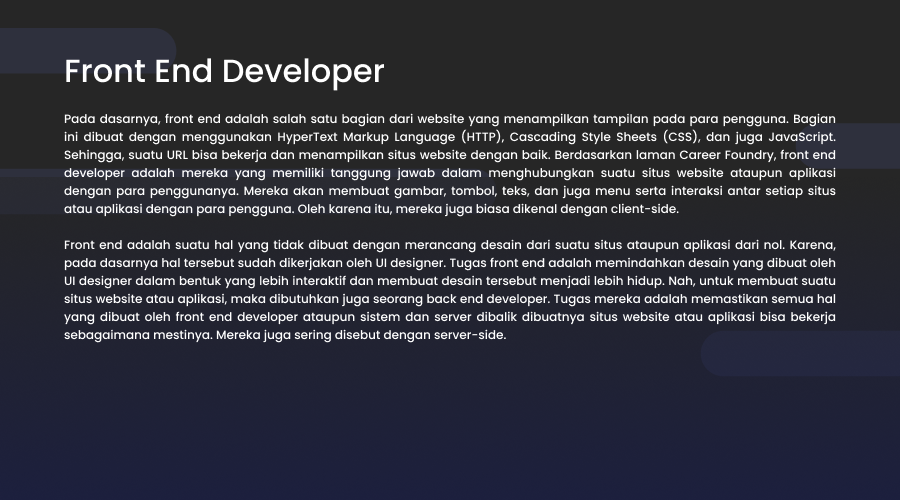 Front End Developer
Pada dasarnya, front end adalah salah satu bagian dari website yang menampilkan tampilan pada para pengguna. Bagian
ini dibuat dengan menggunakan HyperText Markup Language (HTTP), Cascading Style Sheets (CSS), dan juga JavaScript.
Sehingga, suatu URL bisa bekerja dan menampilkan situs website dengan baik. Berdasarkan laman Career Foundry, front end
developer adalah mereka yang memiliki tanggung jawab dalam menghubungkan suatu situs website ataupun aplikasi
dengan para penggunanya. Mereka akan membuat gambar, tombol, teks, dan juga menu serta interaksi antar setiap situs
atau aplikasi dengan para pengguna. Oleh karena itu, mereka juga biasa dikenal dengan client-side.
Front end adalah suatu hal yang tidak dibuat dengan merancang desain dari suatu situs ataupun aplikasi dari nol. Karena,
pada dasarnya hal tersebut sudah dikerjakan oleh UI designer. Tugas front end adalah memindahkan desain yang dibuat oleh
UI designer dalam bentuk yang lebih interaktif dan membuat desain tersebut menjadi lebih hidup. Nah, untuk membuat suatu
situs website atau aplikasi, maka dibutuhkan juga seorang back end developer. Tugas mereka adalah memastikan semua hal
yang dibuat oleh front end developer ataupun sistem dan server dibalik dibuatnya situs website atau aplikasi bisa bekerja
sebagaimana mestinya. Mereka juga sering disebut dengan server-side.